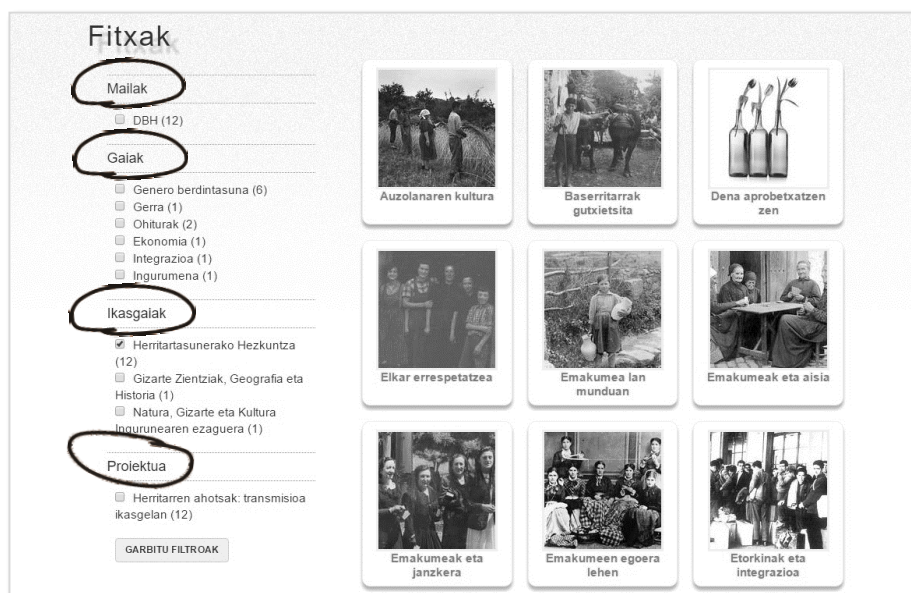 Fitxak
Mailak
DBH (12)
Gaiak
Genero berdintasuna (6)
Gerra (1)
Ohiturak (2)
Ekonomia (1)
Integrazioa (1)
Ingurumena (1)
Ikasgaiak
Herritartasunerako Hezkuntza
(12)
Gizarte Zientziak, Geografia eta
Historia (1)
Natura, Gizarte eta Kultura
Ingurunearen ezaguera (1)
Proiektua
Herritarren ahotsak: transmisioa
ikasgelan (12)
GARBITU FILTROAK
Auzolanaren kultura
Baserritarrak
gutxietsita
Dena aprobetxatzen
zen
Elkar errespetatzea
Emakumea lan
munduan
Emakumeak eta aisia
Emakumeak eta
janzkera
Emakumeen egoera
lehen
Etorkinak eta
integrazioa